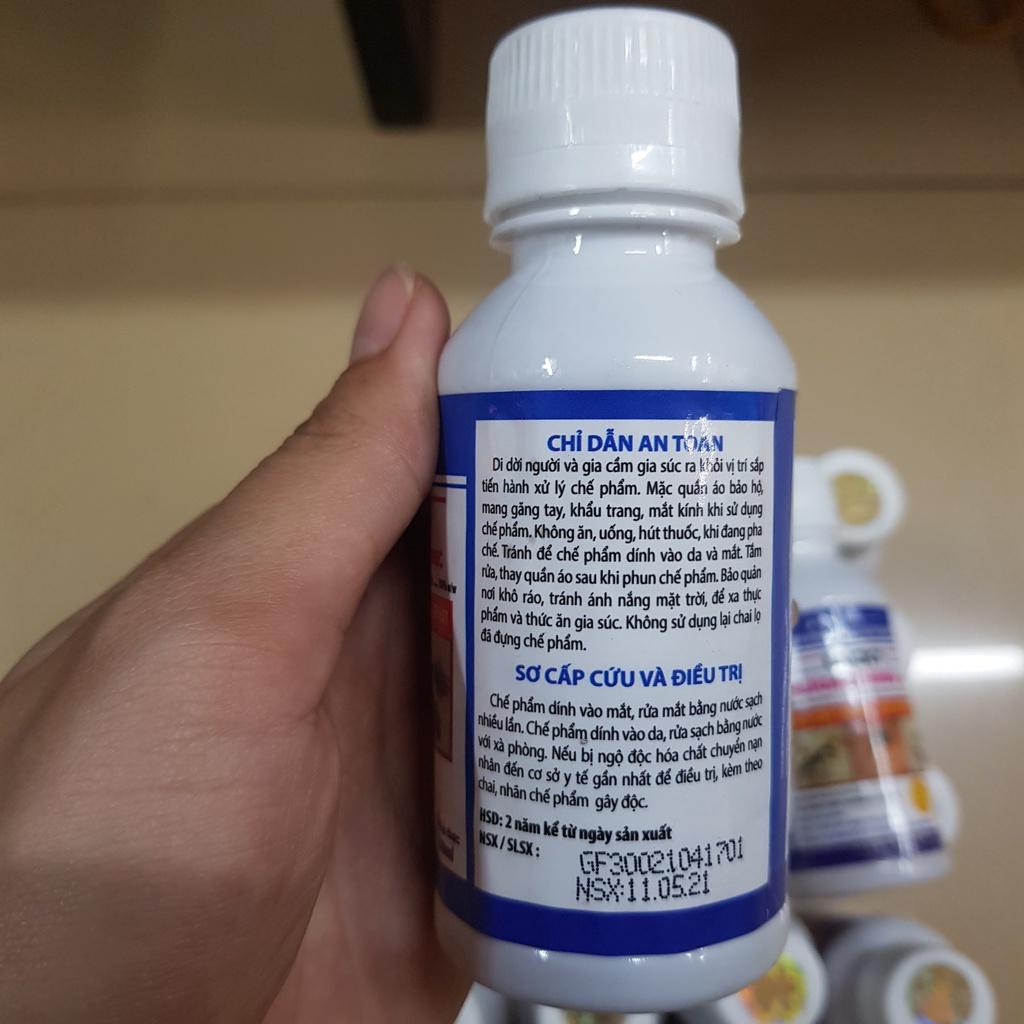 CHỈ DẪN AN TOÀN
Di dời người và gia cầm gia súc ra khỏi vị trí sắp
tiến hành xử lý chế phẩm. Mặc quần áo bảo hộ,
mang găng tay, khẩu trang, mắt kính khi sử dụng
chế phẩm. Không ăn, uống, hút thuốc, khi đang pha
chế. Tránh để chế phẩm dính vào da và mắt. Tắm
rửa, thay quần áo sau khi phun chế phẩm. Bảo quản
nơi khô ráo, tránh ánh nắng mặt trời, để xa thực
phẩm và thức ăn gia súc. Không sử dụng lại chai lọ
đã đựng chế phẩm.
SƠ CẤP CỨU VÀ ĐIỀU TRỊ
Chế phẩm dính vào mắt, rửa mắt bằng nước sạch
nhiều lần. Chế phẩm dính vào da, rửa sạch bằng nước
với xà phòng. Nếu bị ngộ độc hóa chất chuyển nạn
nhân đến cơ sở y tế gần nhất để điều trị, kèm theo
chai, nhãn chế phẩm gây độc.
HSD: 2 năm kể từ ngày sản xuất
NSX / SLSX :
GF30021041701
NSX:11.05.21